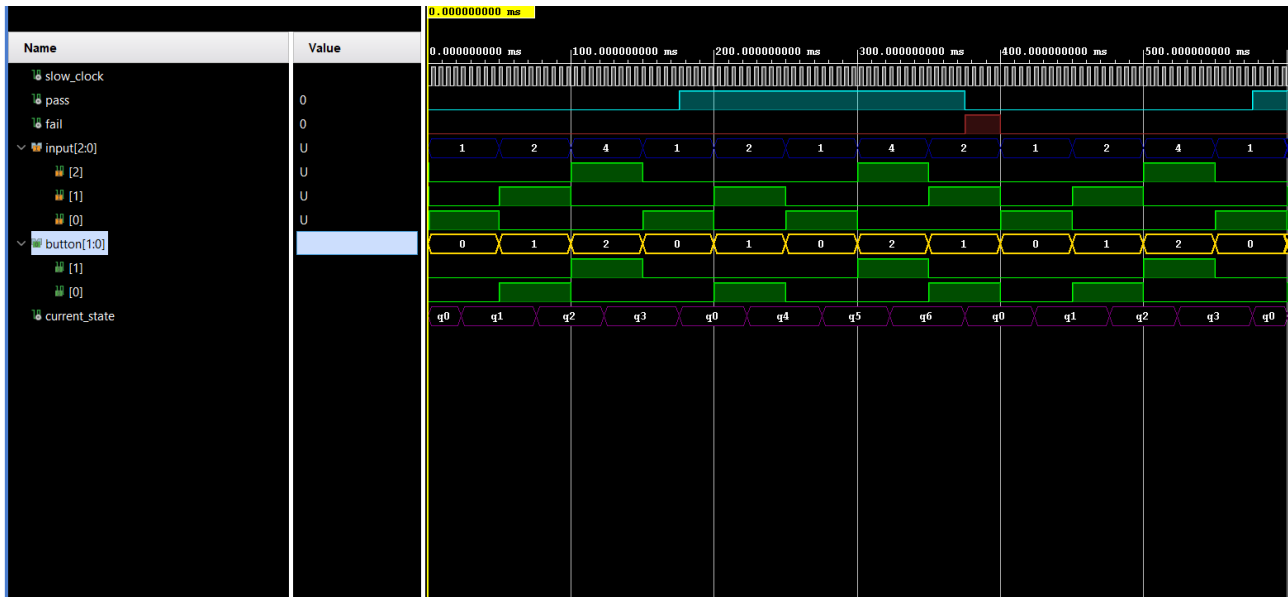 0.000000000 ms
Name
Value
0.000000000 ms 100.000000000 ms 200.000000000 ms 300.000000000 ms 400.000000000 ms 500.000000000 ms
slow_clock
pass 0
fail 0
input[2:0] U 1 2 4 1 2 1 4 2 1 2 4 1
[2] U
[1] U
[0] U
button[1:0] 0 1 2 0 1 0 2 1 0 1 2 0
[1]
[0]
current_state q0 q1 q2 q3 q0 q4 q5 q6 q0 q1 q2 q3 q0